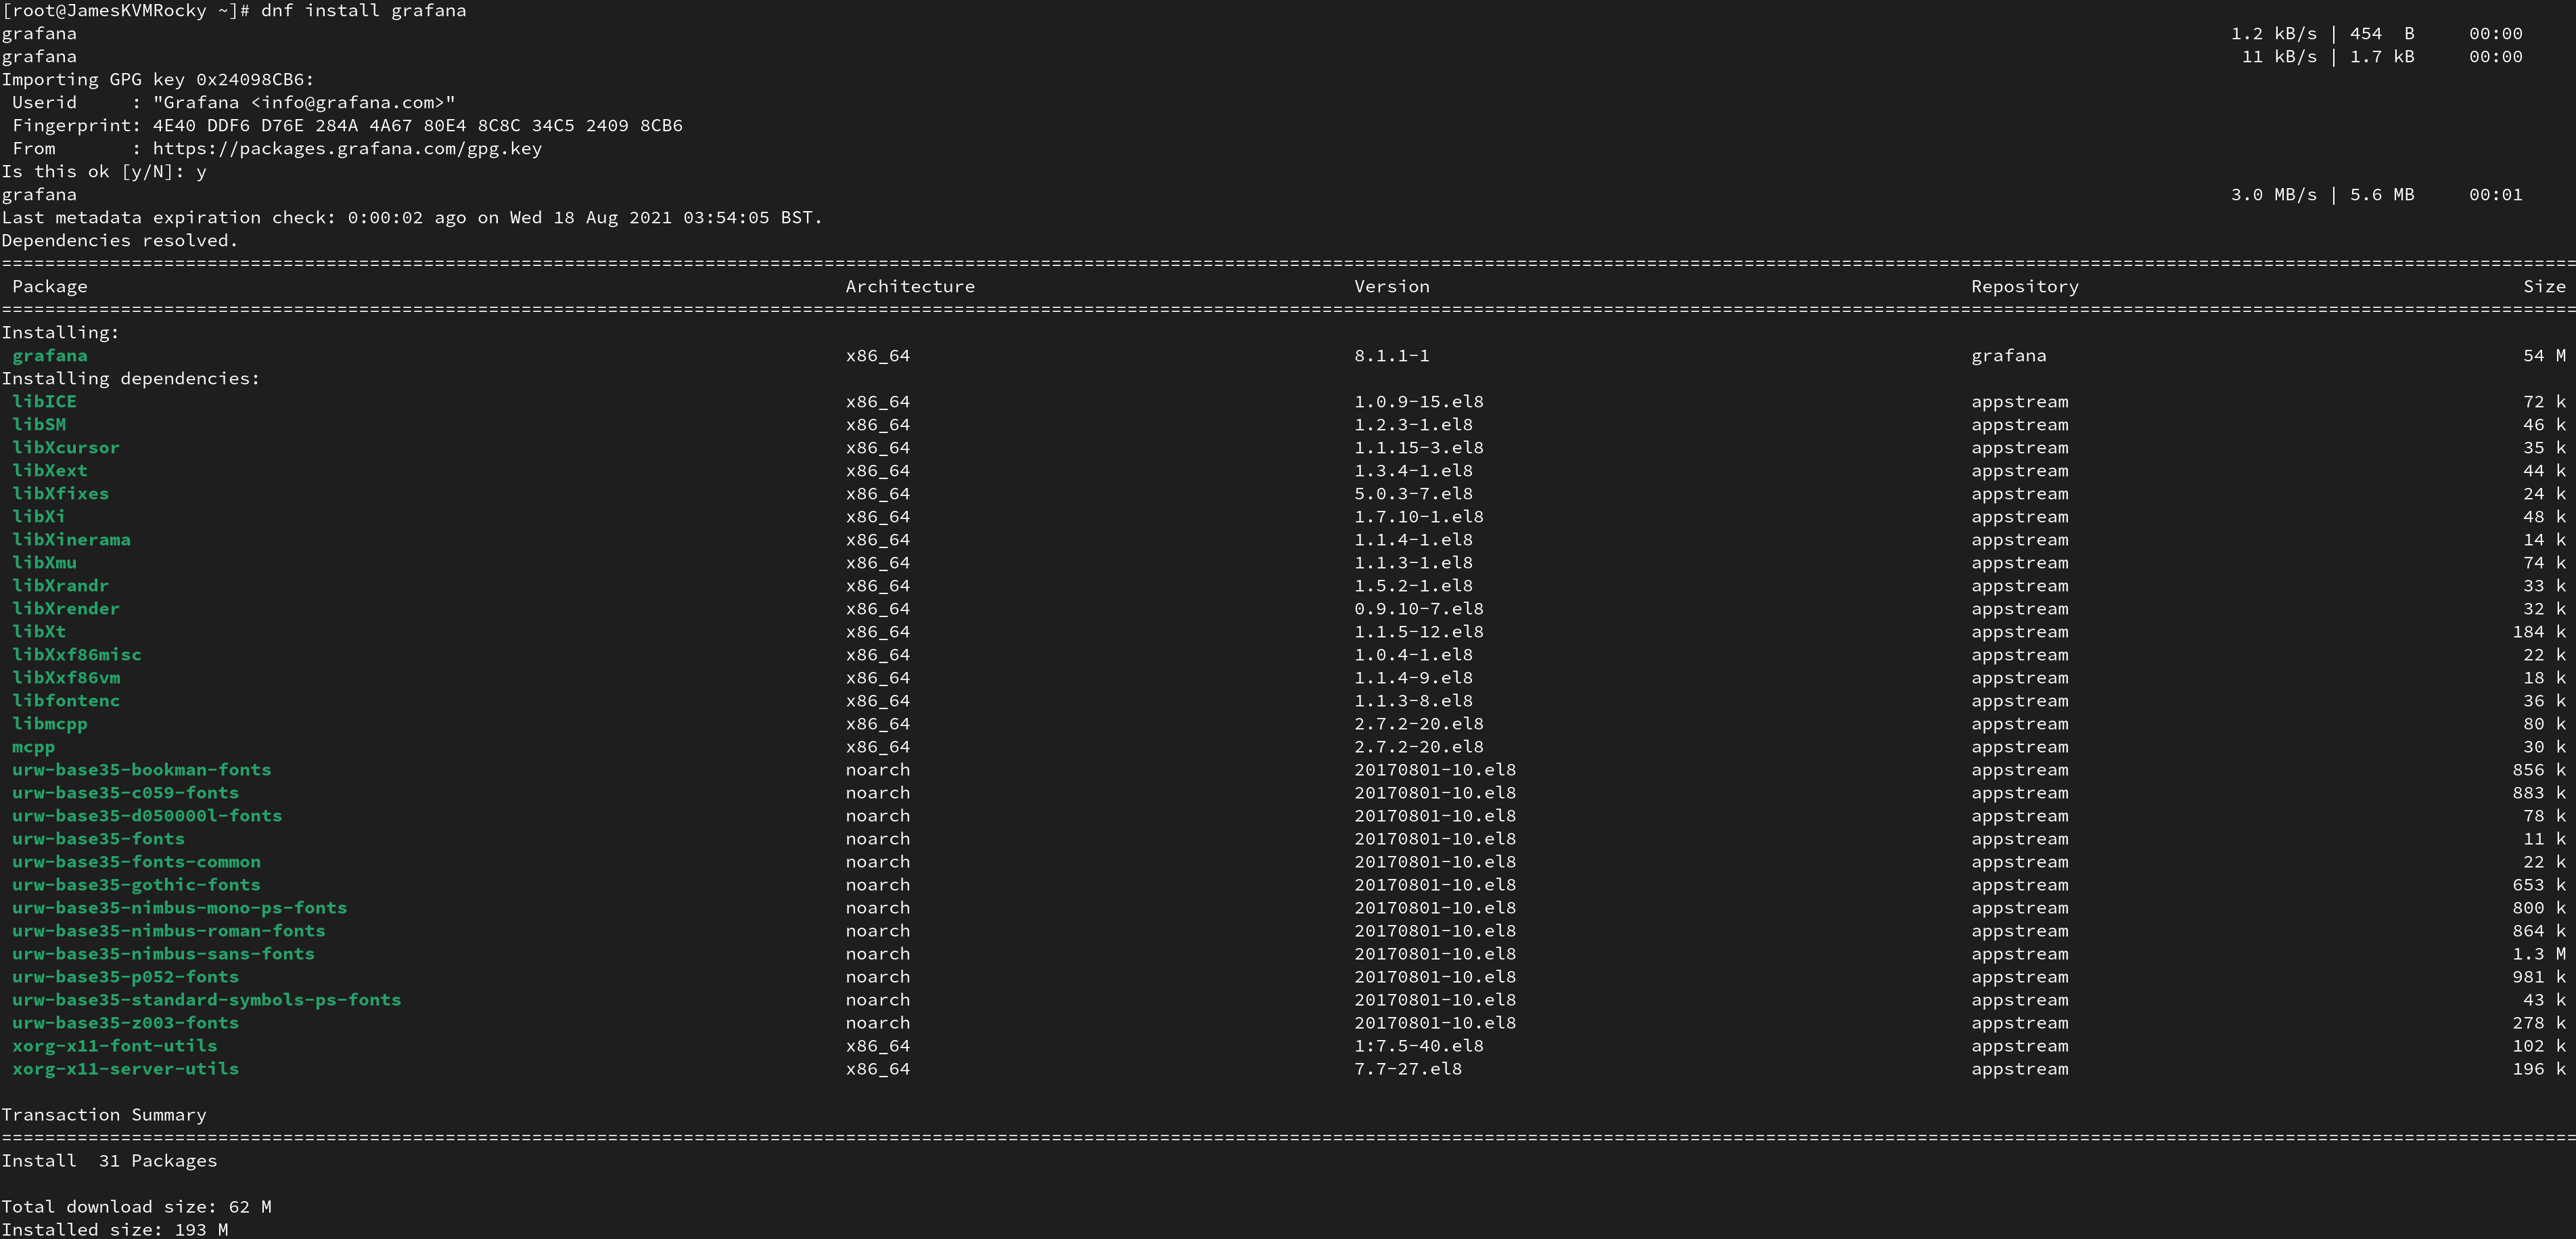 [root@JamesKVMRocky ~]# dnf install grafana
grafana 1.2 kB/s | 454  B     00:00
grafana 11 kB/s | 1.7 kB     00:00
Importing GPG key 0x24098CB6:
 Userid     : "Grafana <info@grafana.com>"
 Fingerprint: 4E40 DDF6 D76E 284A 4A67 80E4 8C8C 34C5 2409 8CB6
 From       : https://packages.grafana.com/gpg.key
Is this ok [y/N]: y
grafana 3.0 MB/s | 5.6 MB     00:01
Last metadata expiration check: 0:00:02 ago on Wed 18 Aug 2021 03:54:05 BST.
Dependencies resolved.
 Package Architecture Version Repository Size
Installing:
 grafana x86_64 8.1.1-1 grafana 54 M
Installing dependencies:
 libICE x86_64 1.0.9-15.el8 appstream 72 k
 libSM x86_64 1.2.3-1.el8 appstream 46 k
 libXcursor x86_64 1.1.15-3.el8 appstream 35 k
 libXext x86_64 1.3.4-1.el8 appstream 44 k
 libXfixes x86_64 5.0.3-7.el8 appstream 24 k
 libXi x86_64 1.7.10-1.el8 appstream 48 k
 libXinerama x86_64 1.1.4-1.el8 appstream 14 k
 libXmu x86_64 1.1.3-1.el8 appstream 74 k
 libXrandr x86_64 1.5.2-1.el8 appstream 33 k
 libXrender x86_64 0.9.10-7.el8 appstream 32 k
 libXt x86_64 1.1.5-12.el8 appstream 184 k
 libXxf86misc x86_64 1.0.4-1.el8 appstream 22 k
 libXxf86vm x86_64 1.1.4-9.el8 appstream 18 k
 libfontenc x86_64 1.1.3-8.el8 appstream 36 k
 libmcpp x86_64 2.7.2-20.el8 appstream 80 k
 mcpp x86_64 2.7.2-20.el8 appstream 30 k
 urw-base35-bookman-fonts noarch 20170801-10.el8 appstream 856 k
 urw-base35-c059-fonts noarch 20170801-10.el8 appstream 883 k
 urw-base35-d050000l-fonts noarch 20170801-10.el8 appstream 78 k
 urw-base35-fonts noarch 20170801-10.el8 appstream 11 k
 urw-base35-fonts-common noarch 20170801-10.el8 appstream 22 k
 urw-base35-gothic-fonts noarch 20170801-10.el8 appstream 653 k
 urw-base35-nimbus-mono-ps-fonts noarch 20170801-10.el8 appstream 800 k
 urw-base35-nimbus-roman-fonts noarch 20170801-10.el8 appstream 864 k
 urw-base35-nimbus-sans-fonts noarch 20170801-10.el8 appstream 1.3 M
 urw-base35-p052-fonts noarch 20170801-10.el8 appstream 981 k
 urw-base35-standard-symbols-ps-fonts noarch 20170801-10.el8 appstream 43 k
 urw-base35-z003-fonts noarch 20170801-10.el8 appstream 278 k
 xorg-x11-font-utils x86_64 1:7.5-40.el8 appstream 102 k
 xorg-x11-server-utils x86_64 7.7-27.el8 appstream 196 k
Transaction Summary
Install  31 Packages
Total download size: 62 M
Installed size: 193 M